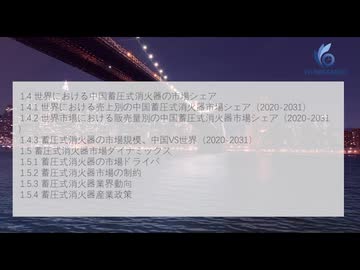 1.4 世界における中国蓄圧式消火器の市場シェア
1.4.1 世界における売上別の中国蓄圧式消火器市場シェア（2020-2031）
1.4.2 世界市場における販売量別の中国蓄圧式消火器市場シェア（2020-2031
）
1.4.3 蓄圧式消火器の市場規模、中国VS世界（2020-2031）
1.5 蓄圧式消火器市場ダイナミックス
1.5.1 蓄圧式消火器の市場ドライバ
1.5.2 蓄圧式消火器市場の制約
1.5.3 蓄圧式消火器業界動向
1.5.4 蓄圧式消火器産業政策